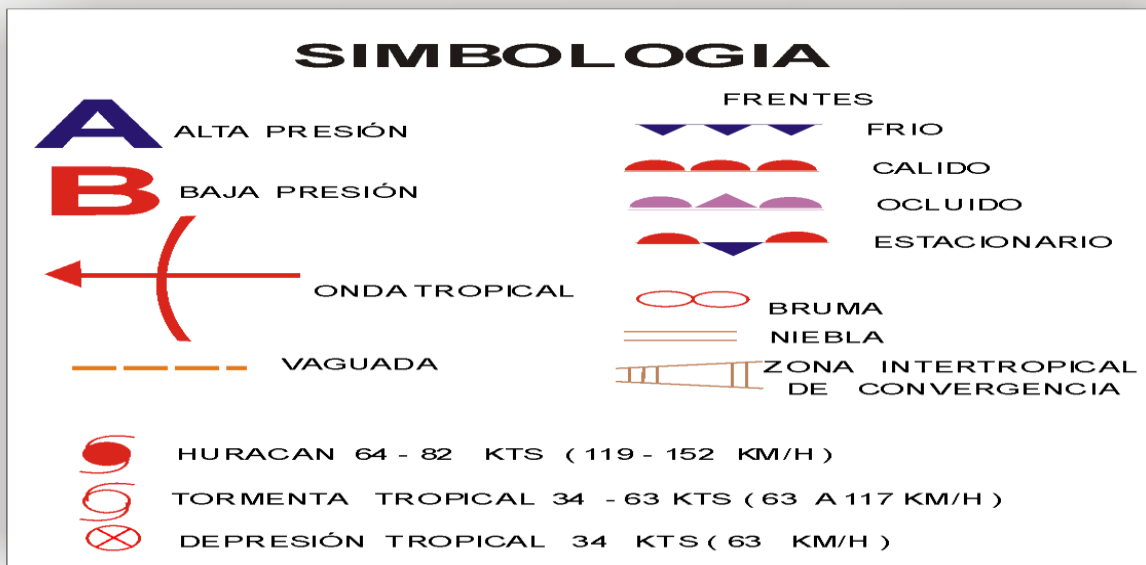 SIMBOLOGIA
A ALTA PRESIÓN
B BAJA PRESIÓN
ONDA TROPICAL
VAGUADA
FRENTES
FRIO
CALIDO
OCLUIDO
ESTACIONARIO
BRUMA
NIEBLA
ZONA INTERTROPICAL
DE CONVERGENCIA
HURACAN 64 - 82 KTS ( 119 - 152 KM/H )
TORMENTA TROPICAL 34 - 63 KTS ( 63 A 117 KM/H )
DEPRESIÓN TROPICAL 34 KTS ( 63 KM/H )